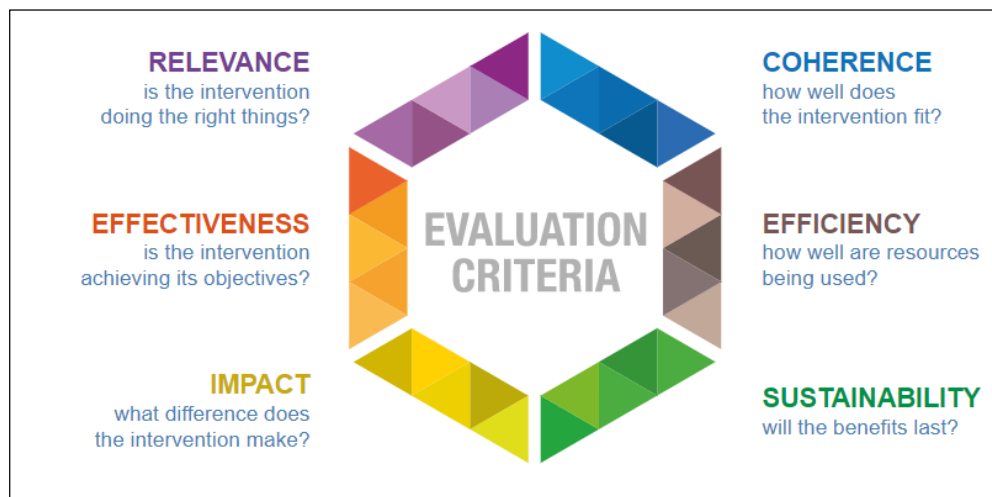 RELEVANCE
is the intervention
doing the right things?
COHERENCE
how well does
the intervention fit?
EFFECTIVENESS
is the intervention
achieving its objectives?
EVALUATION
CRITERIA
EFFICIENCY
how well are resources
being used?
IMPACT
what difference does
the intervention make?
SUSTAINABILITY
will the benefits last?